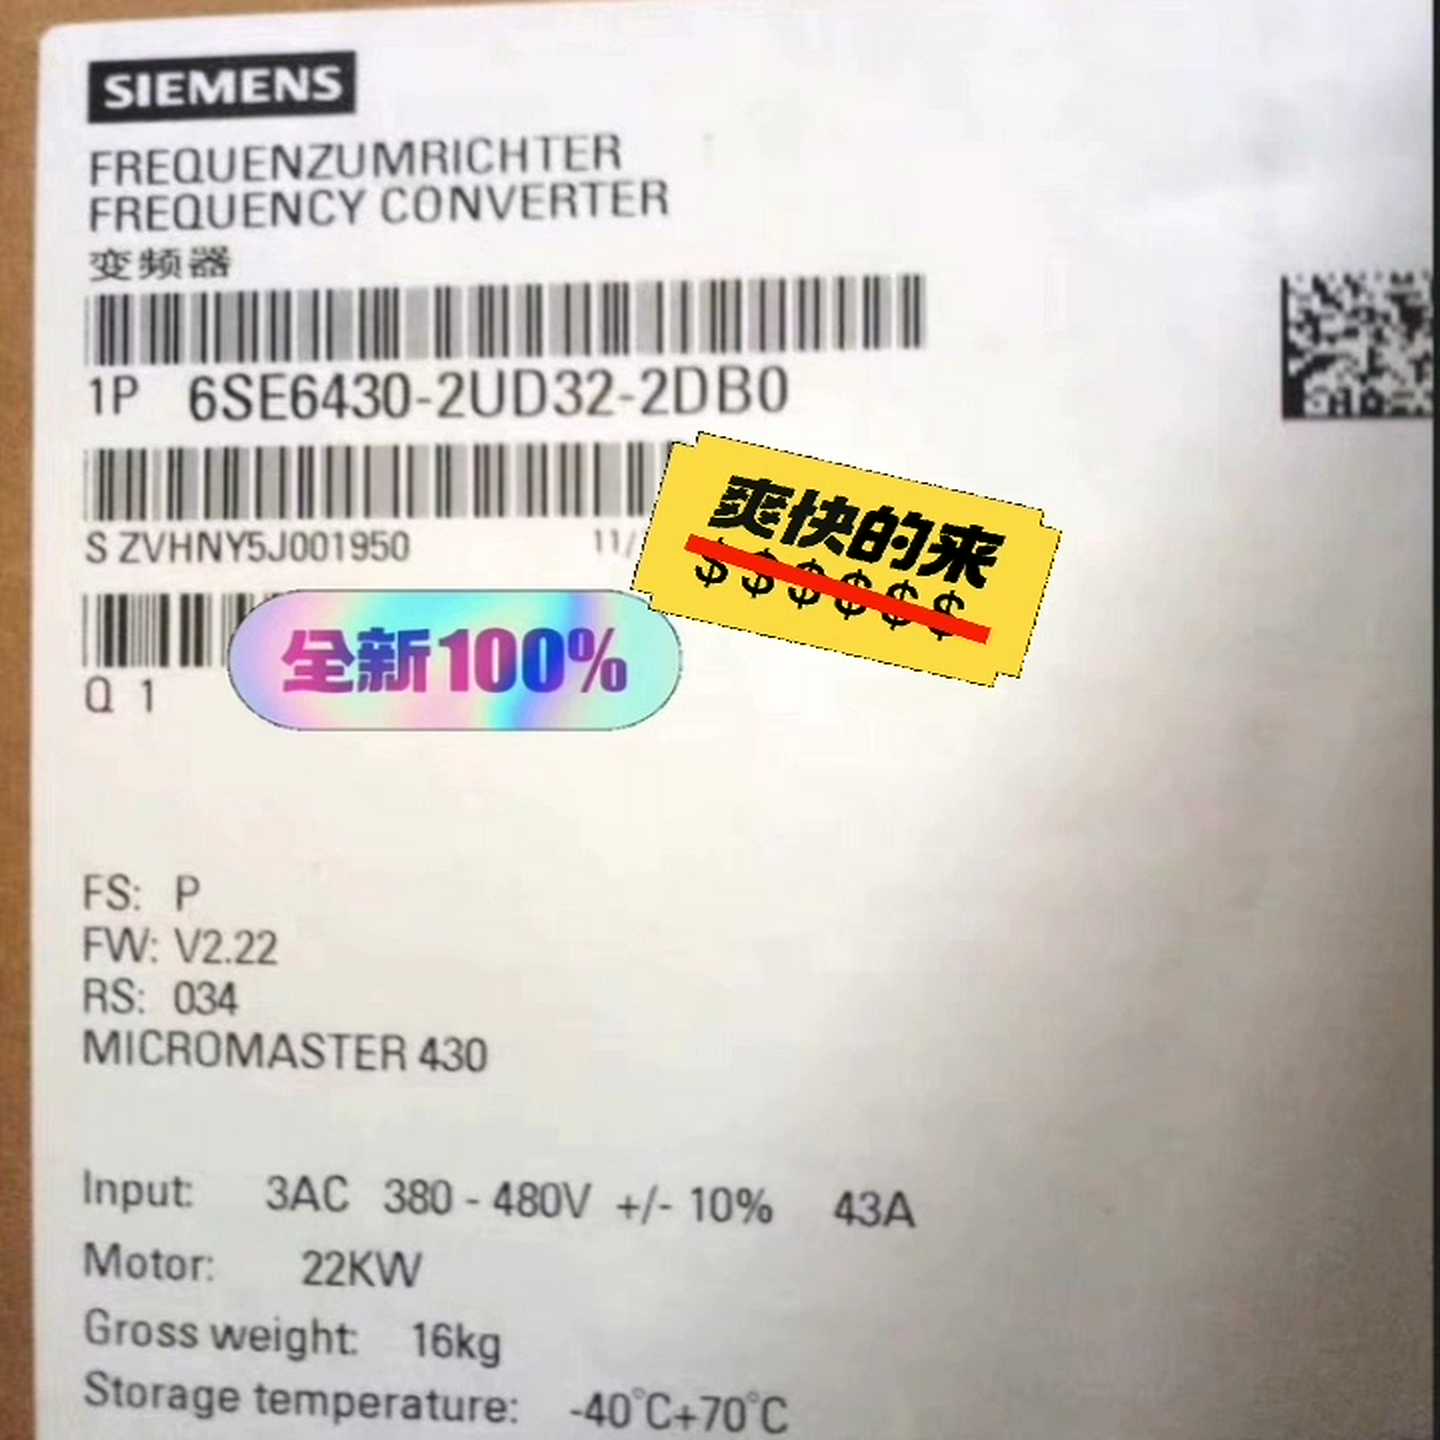 SIEMENS
FREQUENZUMRICHTER
FREQUENCY CONVERTER
变频器
1P 6SE6430-2UD32-2DB0
S ZVHNY5J001950 11/
爽快的来
$$$$$$
全新100%
Q 1
FS: P
FW: V2.22
RS: 034
MICROMASTER 430
Input: 3AC 380 - 480V +/- 10% 43A
Motor: 22KW
Gross weight: 16kg
Storage temperature: -40°C+70°C